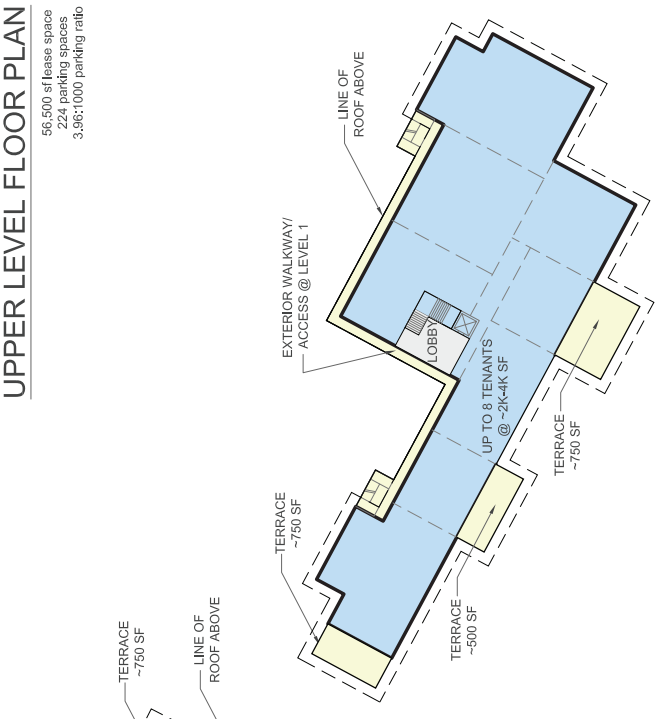 UPPER LEVEL FLOOR PLAN
56,500 sf lease space
224 parking spaces
3.96:1000 parking ratio
LINE OF
ROOF ABOVE
EXTERIOR WALKWAY/
ACCESS @ LEVEL 1
LOBBY
UP TO 8 TENANTS
@ ~2K-4K SF
TERRACE
~750 SF
TERRACE
~750 SF
TERRACE
~500 SF
TERRACE
~750 SF
LINE OF
ROOF ABOVE